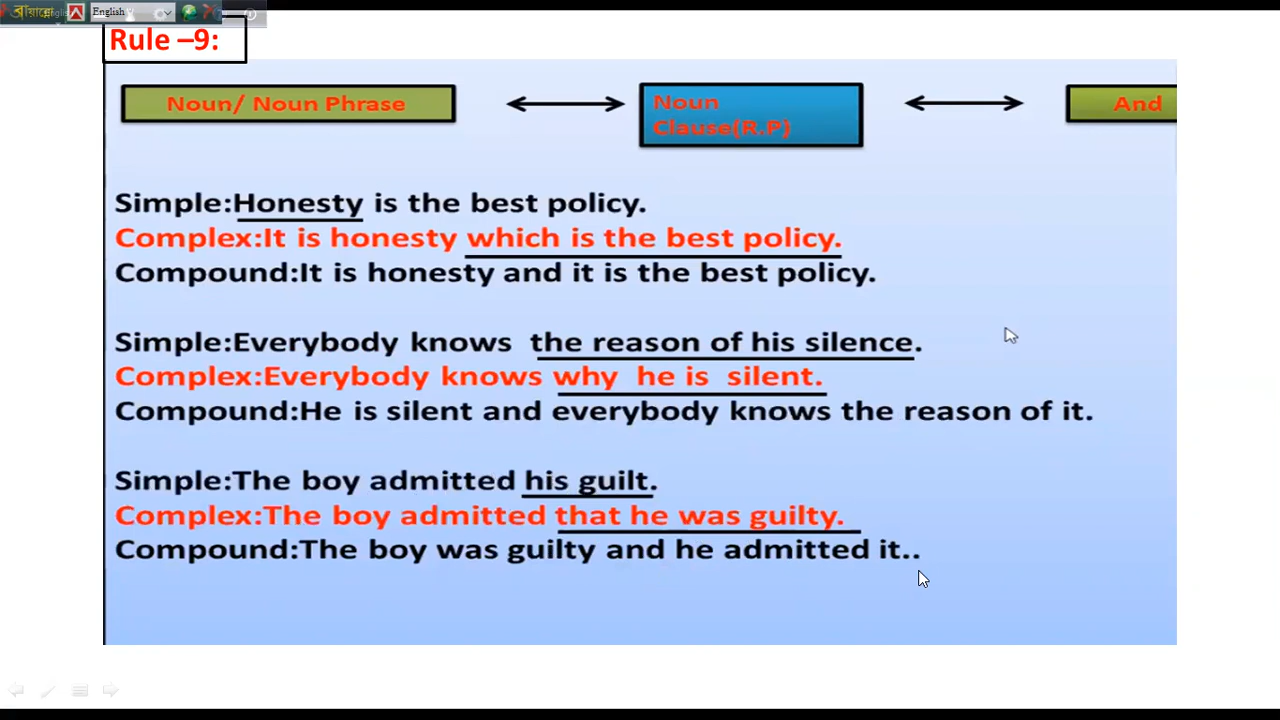 বাঁয়ান্নো English
English
Rule –9:
Noun/ Noun Phrase
Noun
Clause(R.P)
And
Simple:Honesty is the best policy.
Complex:It is honesty which is the best policy.
Compound:It is honesty and it is the best policy.
Simple:Everybody knows the reason of his silence.
Complex:Everybody knows why he is silent.
Compound:He is silent and everybody knows the reason of it.
Simple:The boy admitted his guilt.
Complex:The boy admitted that he was guilty.
Compound:The boy was guilty and he admitted it..